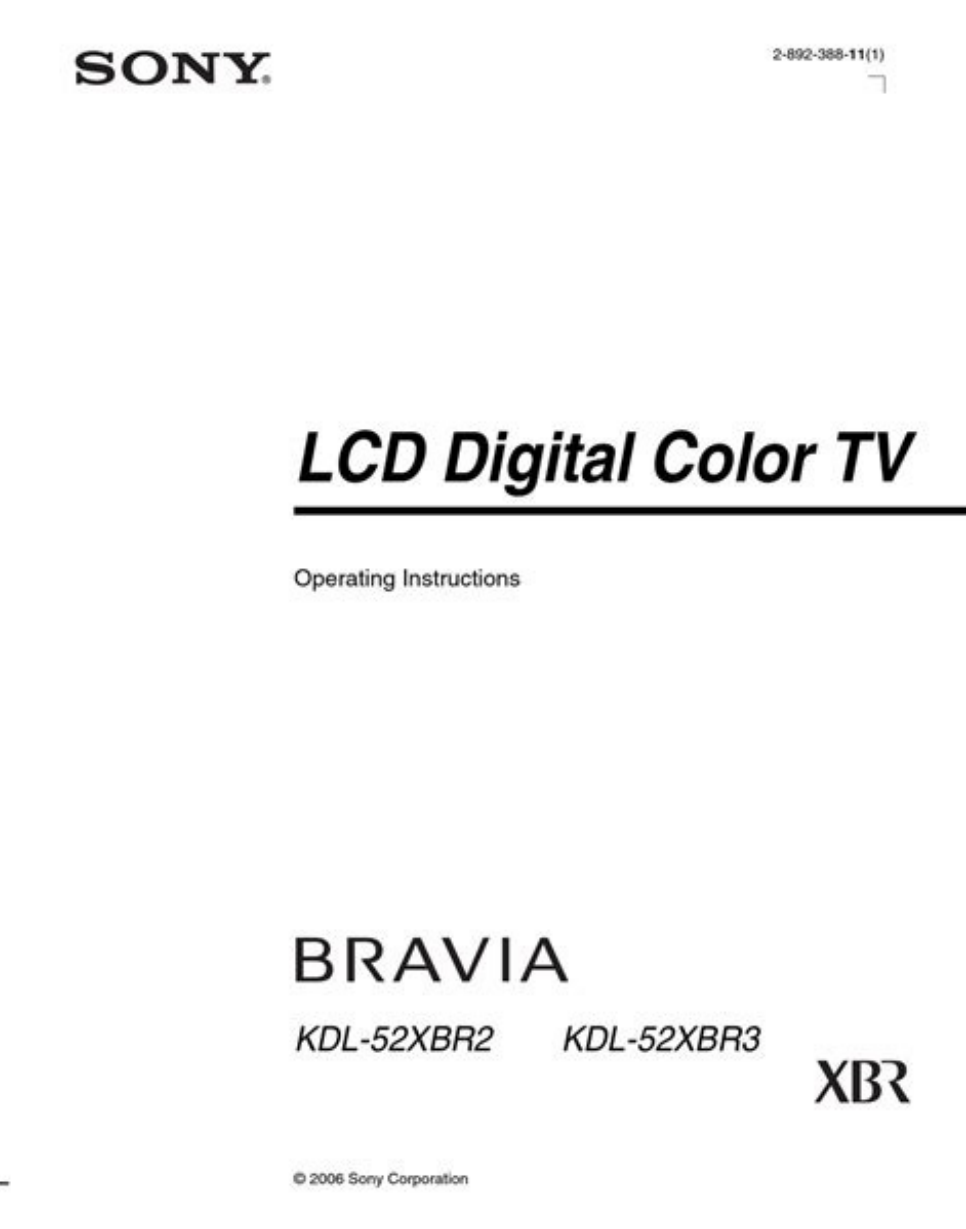 SONY®
2-892-388-11(1)
LCD Digital Color TV
Operating Instructions
BRAVIA
KDL-52XBR2 KDL-52XBR3
XBR
© 2006 Sony Corporation